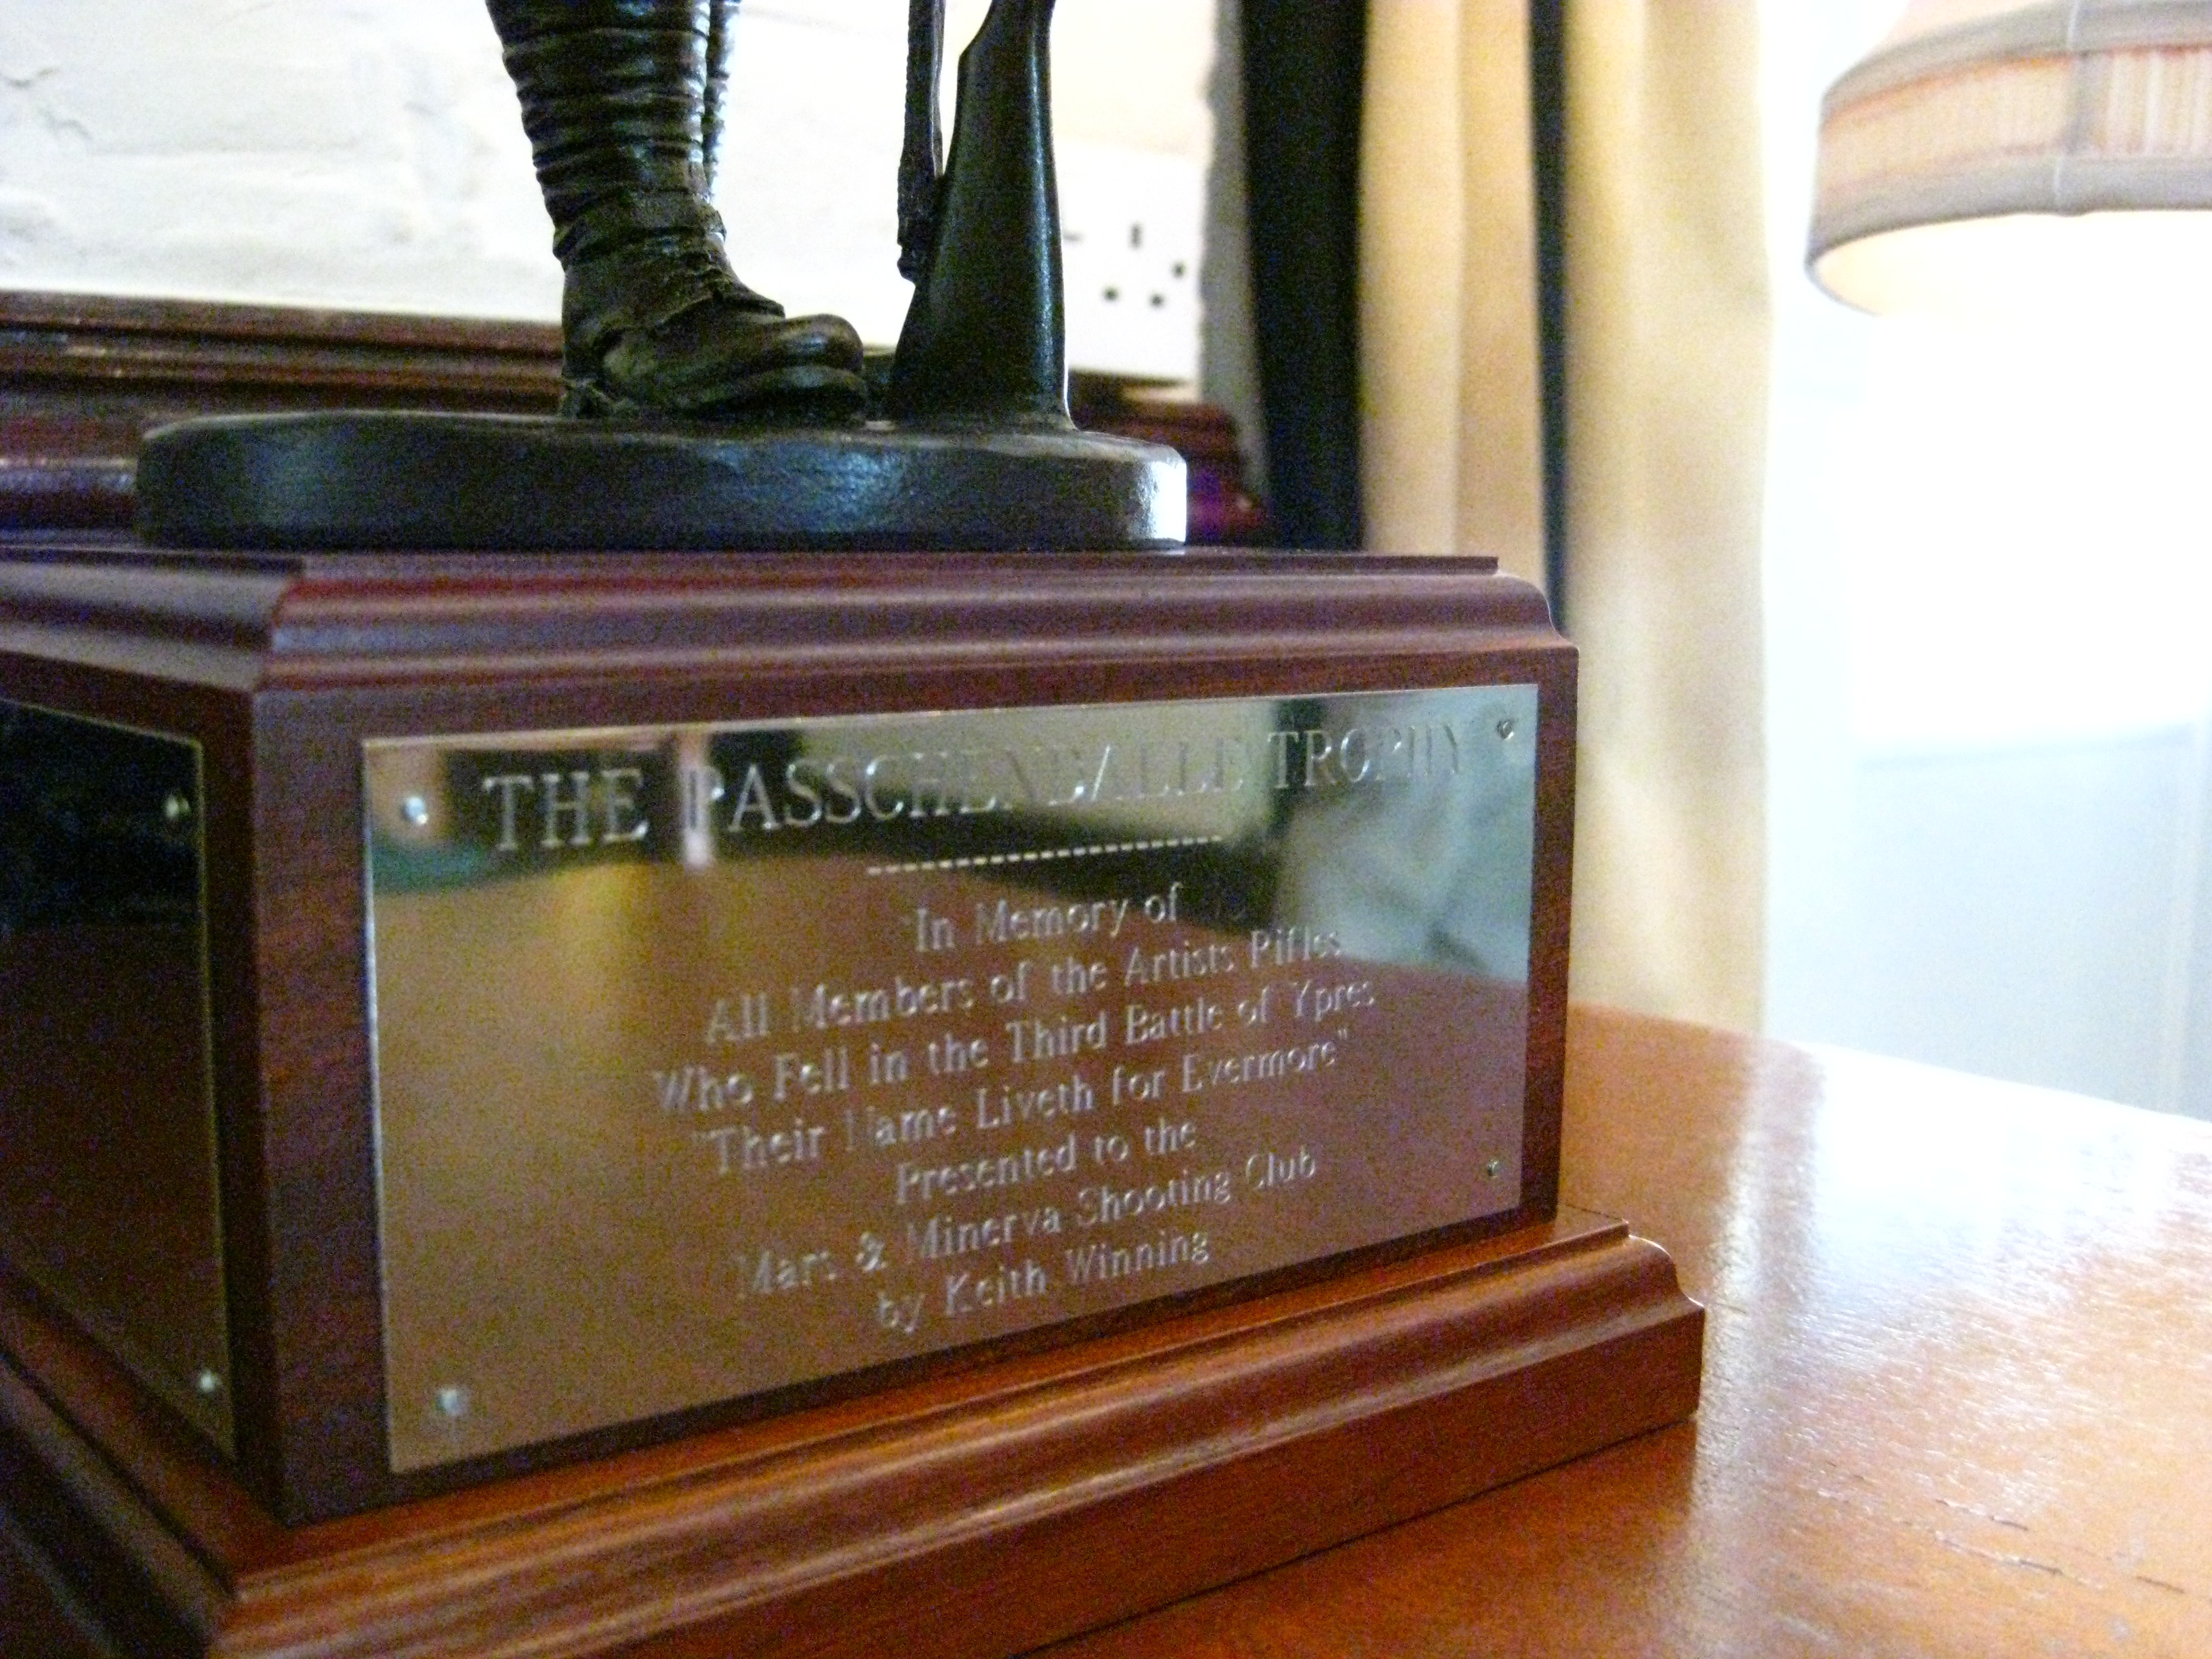 THE PASSCHENDALLE TROPHY
In Memory of
All Members of the Artists Rifles
Who Fell in the Third Battle of Ypres
"Their Name Liveth for Evermore"
Presented to the
Mars & Minerva Shooting Club
by Keith Winning